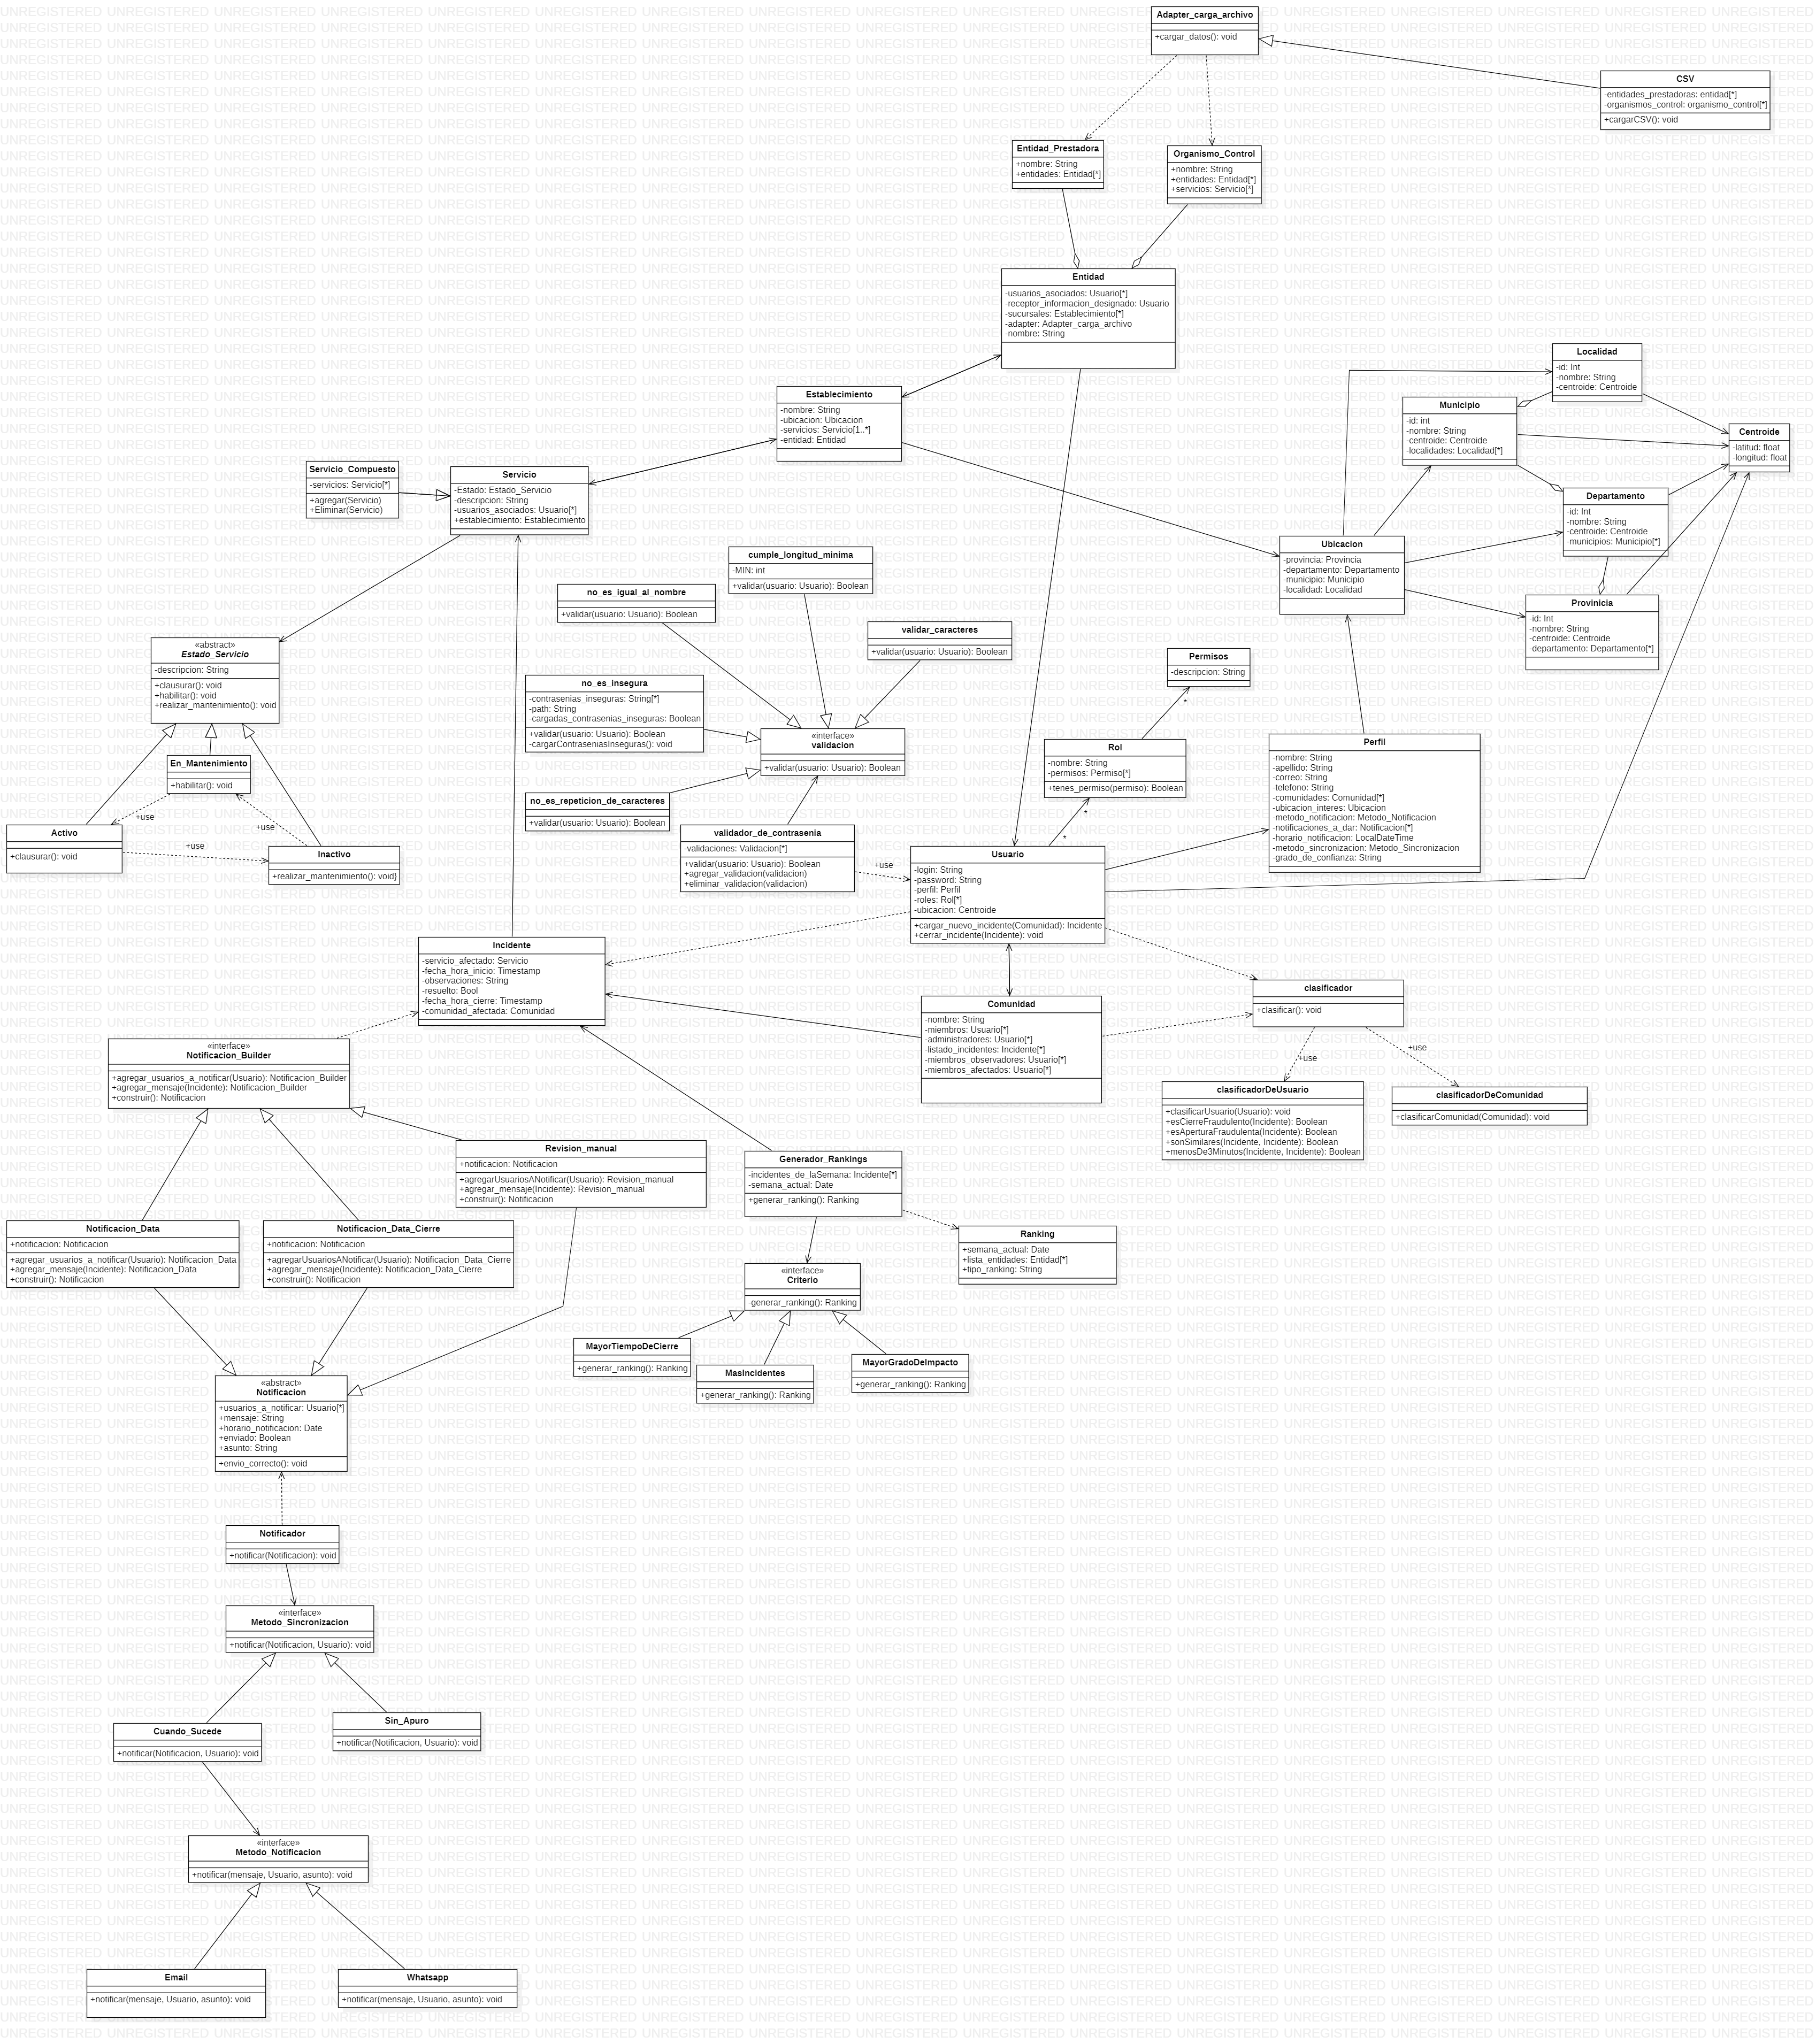 Adapter_carga_archivo
+cargar_datos(): void
CSV
-entidades_prestadoras: entidad[*]
-organismos_control: organismo_control[*]
+cargarCSV(): void
Entidad_Prestadora
+nombre: String
+entidades: Entidad[*]
Organismo_Control
+nombre: String
+entidades: Entidad[*]
+servicios: Servicio[*]
Entidad
-usuarios_asociados: Usuario[*]
-receptor_informacion_designado: Usuario
-sucursales: Establecimiento[*]
-adapter: Adapter_carga_archivo
-nombre: String
Localidad
-id: Int
-nombre: String
-centroide: Centroide
Establecimiento
-nombre: String
-ubicacion: Ubicacion
-servicios: Servicio[1..*]
-entidad: Entidad
Municipio
-id: int
-nombre: String
-centroide: Centroide
-localidades: Localidad[*]
Centroide
-latitud: float
-longitud: float
Servicio_Compuesto
-servicios: Servicio[*]
+agregar(Servicio)
+Eliminar(Servicio)
Servicio
-Estado: Estado_Servicio
-descripcion: String
-usuarios_asociados: Usuario[*]
+establecimiento: Establecimiento
Departamento
-id: Int
-nombre: String
-centroide: Centroide
-municipios: Municipio[*]
Ubicacion
-provincia: Provincia
-departamento: Departamento
-municipio: Municipio
-localidad: Localidad
cumple_longitud_minima
-MIN: int
+validar(usuario: Usuario): Boolean
no_es_igual_al_nombre
+validar(usuario: Usuario): Boolean
Provinicia
-id: Int
-nombre: String
-centroide: Centroide
-departamento: Departamento[*]
validar_caracteres
+validar(usuario: Usuario): Boolean
«abstract»
Estado_Servicio
-descripcion: String
+clausurar(): void
+habilitar(): void
+realizar_mantenimiento(): void
Permisos
-descripcion: String
*
no_es_insegura
-contrasenias_inseguras: String[*]
-path: String
-cargadas_contrasenias_inseguras: Boolean
+validar(usuario: Usuario): Boolean
-cargarContraseniasInseguras(): void
«interface»
validacion
+validar(usuario: Usuario): Boolean
Rol
-nombre: String
-permisos: Permiso[*]
+tenes_permiso(permiso): Boolean
*
*
Perfil
-nombre: String
-apellido: String
-correo: String
-telefono: String
-comunidades: Comunidad[*]
-ubicacion_interes: Ubicacion
-metodo_notificacion: Metodo_Notificacion
-notificaciones_a_dar: Notificacion[*]
-horario_notificacion: LocalDateTime
-metodo_sincronizacion: Metodo_Sincronizacion
-grado_de_confianza: String
En_Mantenimiento
+habilitar(): void
no_es_repeticion_de_caracteres
+validar(usuario: Usuario): Boolean
+use
+use
+use
Activo
+clausurar(): void
Inactivo
+realizar_mantenimiento(): void}
validador_de_contrasenia
-validaciones: Validacion[*]
+validar(usuario: Usuario): Boolean
+agregar_validacion(validacion)
+eliminar_validacion(validacion)
+use
Usuario
-login: String
-password: String
-perfil: Perfil
-roles: Rol[*]
-ubicacion: Centroide
+cargar_nuevo_incidente(Comunidad): Incidente
+cerrar_incidente(Incidente): void
Incidente
-servicio_afectado: Servicio
-fecha_hora_inicio: Timestamp
-observaciones: String
-resuelto: Bool
-fecha_hora_cierre: Timestamp
-comunidad_afectada: Comunidad
clasificador
+clasificar(): void
Comunidad
-nombre: String
-miembros: Usuario[*]
-administradores: Usuario[*]
-listado_incidentes: Incidente[*]
-miembros_observadores: Usuario[*]
-miembros_afectados: Usuario[*]
+use
+use
«interface»
Notificacion_Builder
+agregar_usuarios_a_notificar(Usuario): Notificacion_Builder
+agregar_mensaje(Incidente): Notificacion_Builder
+construir(): Notificacion
clasificadorDeUsuario
+clasificarUsuario(Usuario): void
+esCierreFraudulento(Incidente): Boolean
+esAperturaFraudulenta(Incidente): Boolean
+sonSimilares(Incidente, Incidente): Boolean
+menosDe3Minutos(Incidente, Incidente): Boolean
clasificadorDeComunidad
+clasificarComunidad(Comunidad): void
Revision_manual
+notificacion: Notificacion
+agregarUsuariosANotificar(Usuario): Revision_manual
+agregar_mensaje(Incidente): Revision_manual
+construir(): Notificacion
Generador_Rankings
-incidentes_de_laSemana: Incidente[*]
-semana_actual: Date
+generar_ranking(): Ranking
Notificacion_Data
+notificacion: Notificacion
+agregar_usuarios_a_notificar(Usuario): Notificacion_Data
+agregar_mensaje(Incidente): Notificacion_Data
+construir(): Notificacion
Notificacion_Data_Cierre
+notificacion: Notificacion
+agregarUsuariosANotificar(Usuario): Notificacion_Data_Cierre
+agregar_mensaje(Incidente): Notificacion_Data_Cierre
+construir(): Notificacion
Ranking
+semana_actual: Date
+lista_entidades: Entidad[*]
+tipo_ranking: String
«interface»
Criterio
-generar_ranking(): Ranking
MayorTiempoDeCierre
+generar_ranking(): Ranking
MasIncidentes
+generar_ranking(): Ranking
MayorGradoDeImpacto
+generar_ranking(): Ranking
«abstract»
Notificacion
+usuarios_a_notificar: Usuario[*]
+mensaje: String
+horario_notificacion: Date
+enviado: Boolean
+asunto: String
+envio_correcto(): void
Notificador
+notificar(Notificacion): void
«interface»
Metodo_Sincronizacion
+notificar(Notificacion, Usuario): void
Cuando_Sucede
+notificar(Notificacion, Usuario): void
Sin_Apuro
+notificar(Notificacion, Usuario): void
«interface»
Metodo_Notificacion
+notificar(mensaje, Usuario, asunto): void
Email
+notificar(mensaje, Usuario, asunto): void
Whatsapp
+notificar(mensaje, Usuario, asunto): void